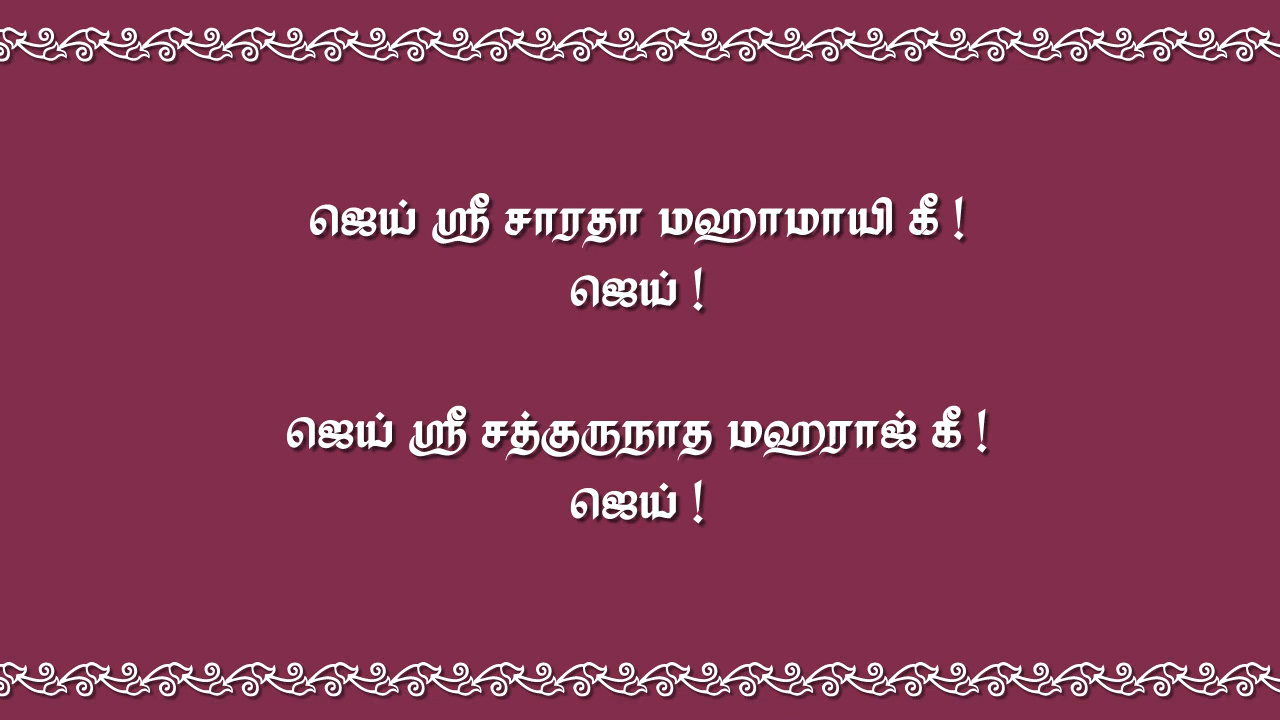 ஜெய் ஸ்ரீ சாரதா மஹாமாயி கீ !
ஜெய் !
ஜெய் ஸ்ரீ சத்குருநாத மஹராஜ் கீ !
ஜெய் !